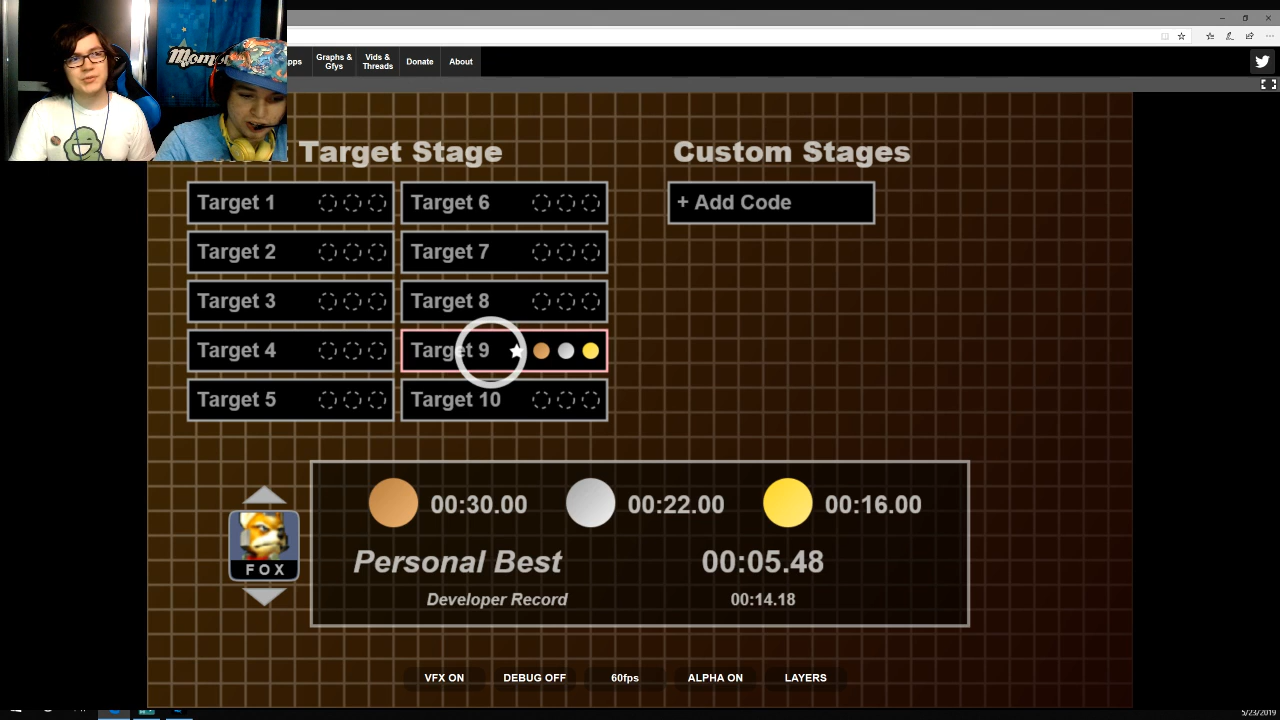 Graphs & Gfys
Vids & Threads
Donate
About
Target Stage
Custom Stages
Target 1
Target 6
+ Add Code
Target 2
Target 7
Target 3
Target 8
Target 4
Target 9
Target 5
Target 10
00:30.00
00:22.00
00:16.00
FOX
Personal Best
00:05.48
Developer Record
00:14.18
VFX ON
DEBUG OFF
60fps
ALPHA ON
LAYERS
5/23/2019